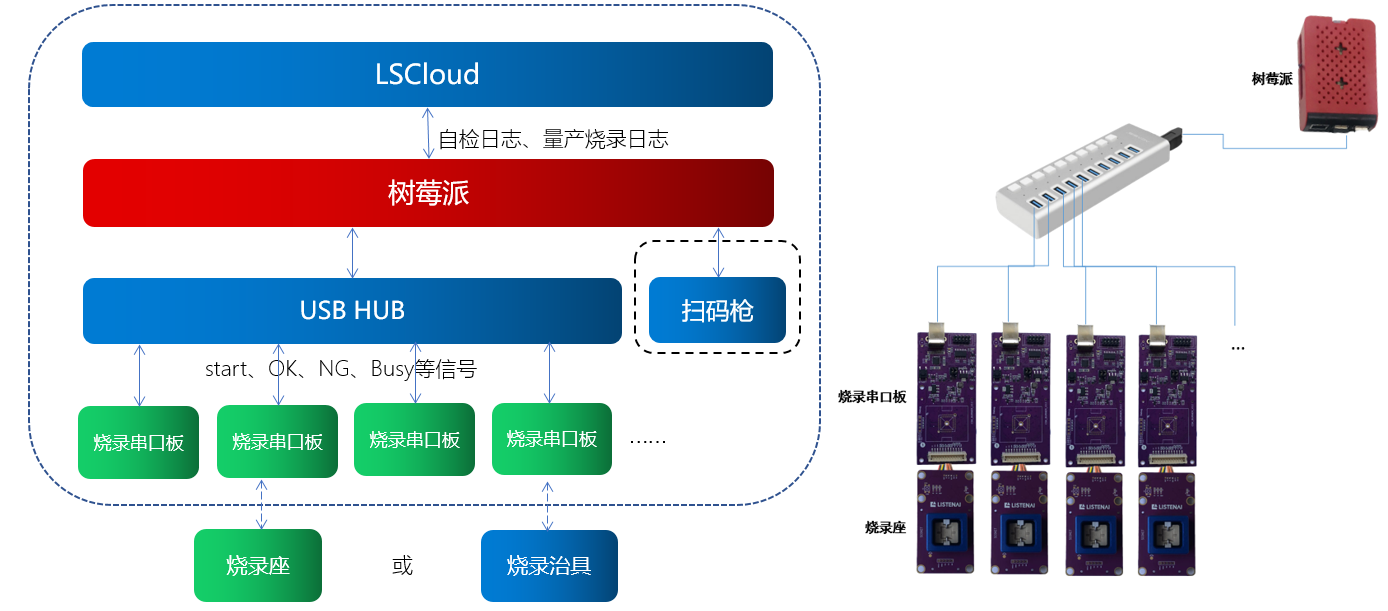 LSCloud
自检日志、量产烧录日志
树莓派
USB HUB
扫码枪
start、OK、NG、Busy等信号
烧录串口板
烧录串口板
烧录串口板
烧录串口板
······
烧录座
或
烧录治具
树莓派
...
烧录串口板
LISTENAI
LISTENAI
LISTENAI
LISTENAI
烧录座